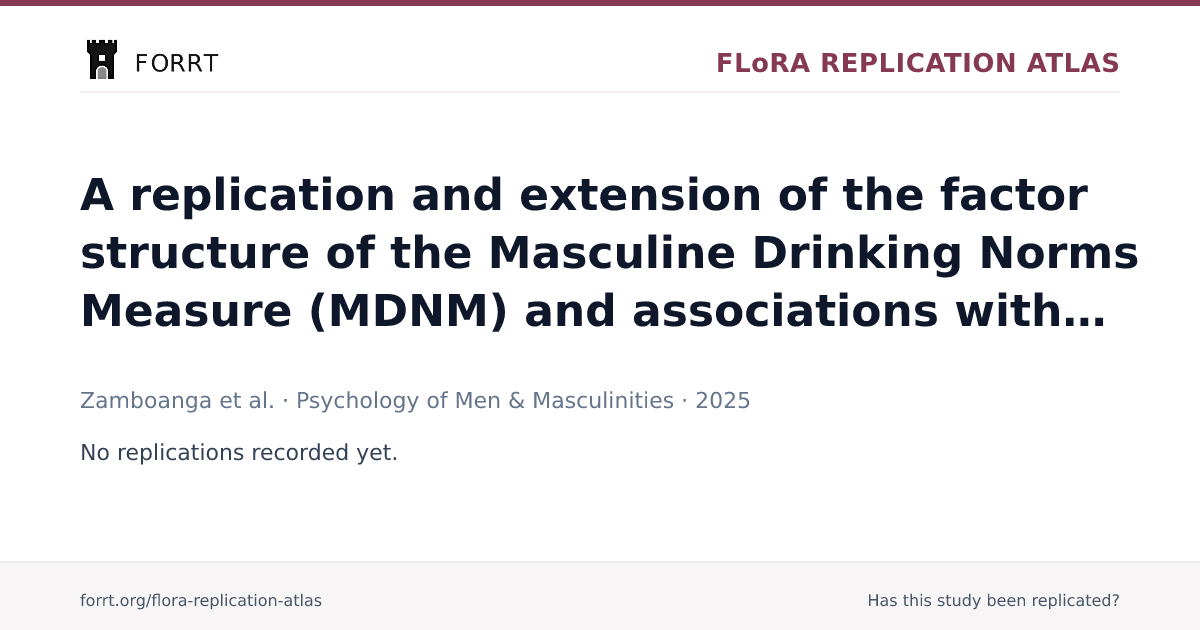 FORRT
FLoRA REPLICATION ATLAS
A replication and extension of the factor
structure of the Masculine Drinking Norms
Measure (MDNM) and associations with…
Zamboanga et al. · Psychology of Men & Masculinities · 2025
No replications recorded yet.
forrt.org/flora-replication-atlas
Has this study been replicated?